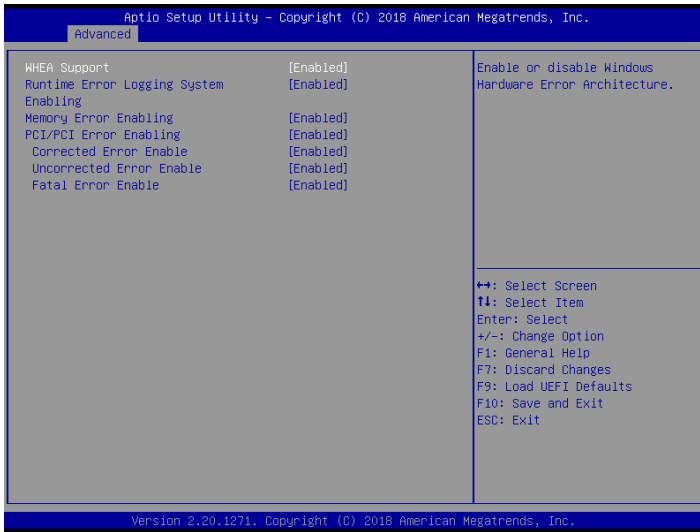 Aptio Setup Utility – Copyright (C) 2018 American Megatrends, Inc.
Advanced
WHEA Support [Enabled]
Runtime Error Logging System [Enabled]
Enabling
Memory Error Enabling [Enabled]
PCI/PCI Error Enabling [Enabled]
Corrected Error Enable [Enabled]
Uncorrected Error Enable [Enabled]
Fatal Error Enable [Enabled]
Enable or disable Windows
Hardware Error Architecture.
↔: Select Screen
↑↓: Select Item
Enter: Select
+/-: Change Option
F1: General Help
F7: Discard Changes
F9: Load UEFI Defaults
F10: Save and Exit
ESC: Exit
Version 2.20.1271. Copyright (C) 2018 American Megatrends, Inc.